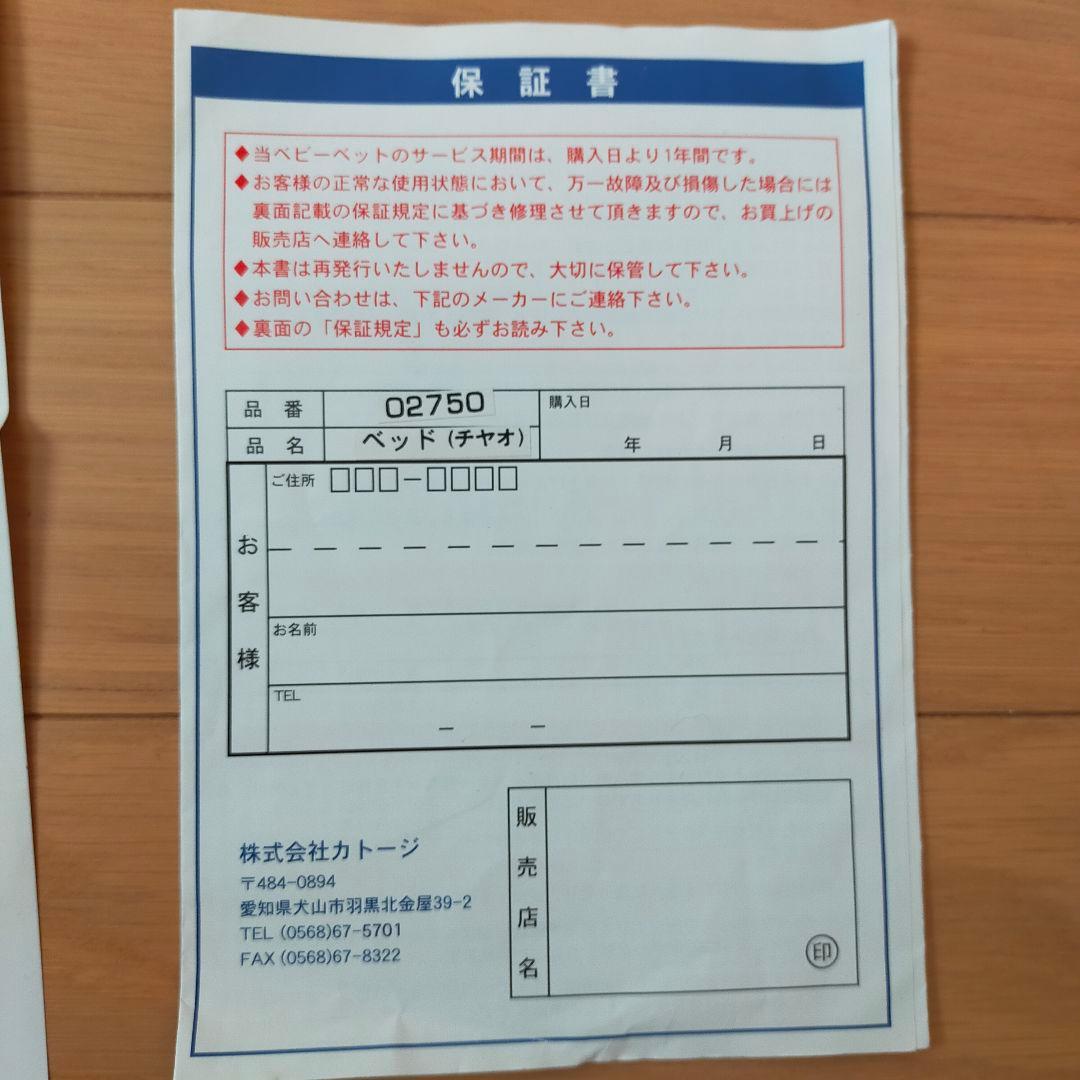 保証書
◆当ベビーベットのサービス期間は、購入日より1年間です。
◆お客様の正常な使用状態において、万一故障及び損傷した場合には
裏面記載の保証規定に基づき修理させて頂きますので、お買上げの
販売店へ連絡して下さい。
◆本書は再発行いたしませんので、大切に保管して下さい。
◆お問い合わせは、下記のメーカーにご連絡下さい。
◆裏面の「保証規定」も必ずお読み下さい。
品番 02750
購入日
品名 ベッド(チヤオ)
年 月 日
お客様
ご住所 □□□-□□□□
お名前
TEL
- -
株式会社カトージ
〒484-0894
愛知県犬山市羽黒北金屋39-2
TEL (0568)67-5701
FAX (0568)67-8322
販売店名
印